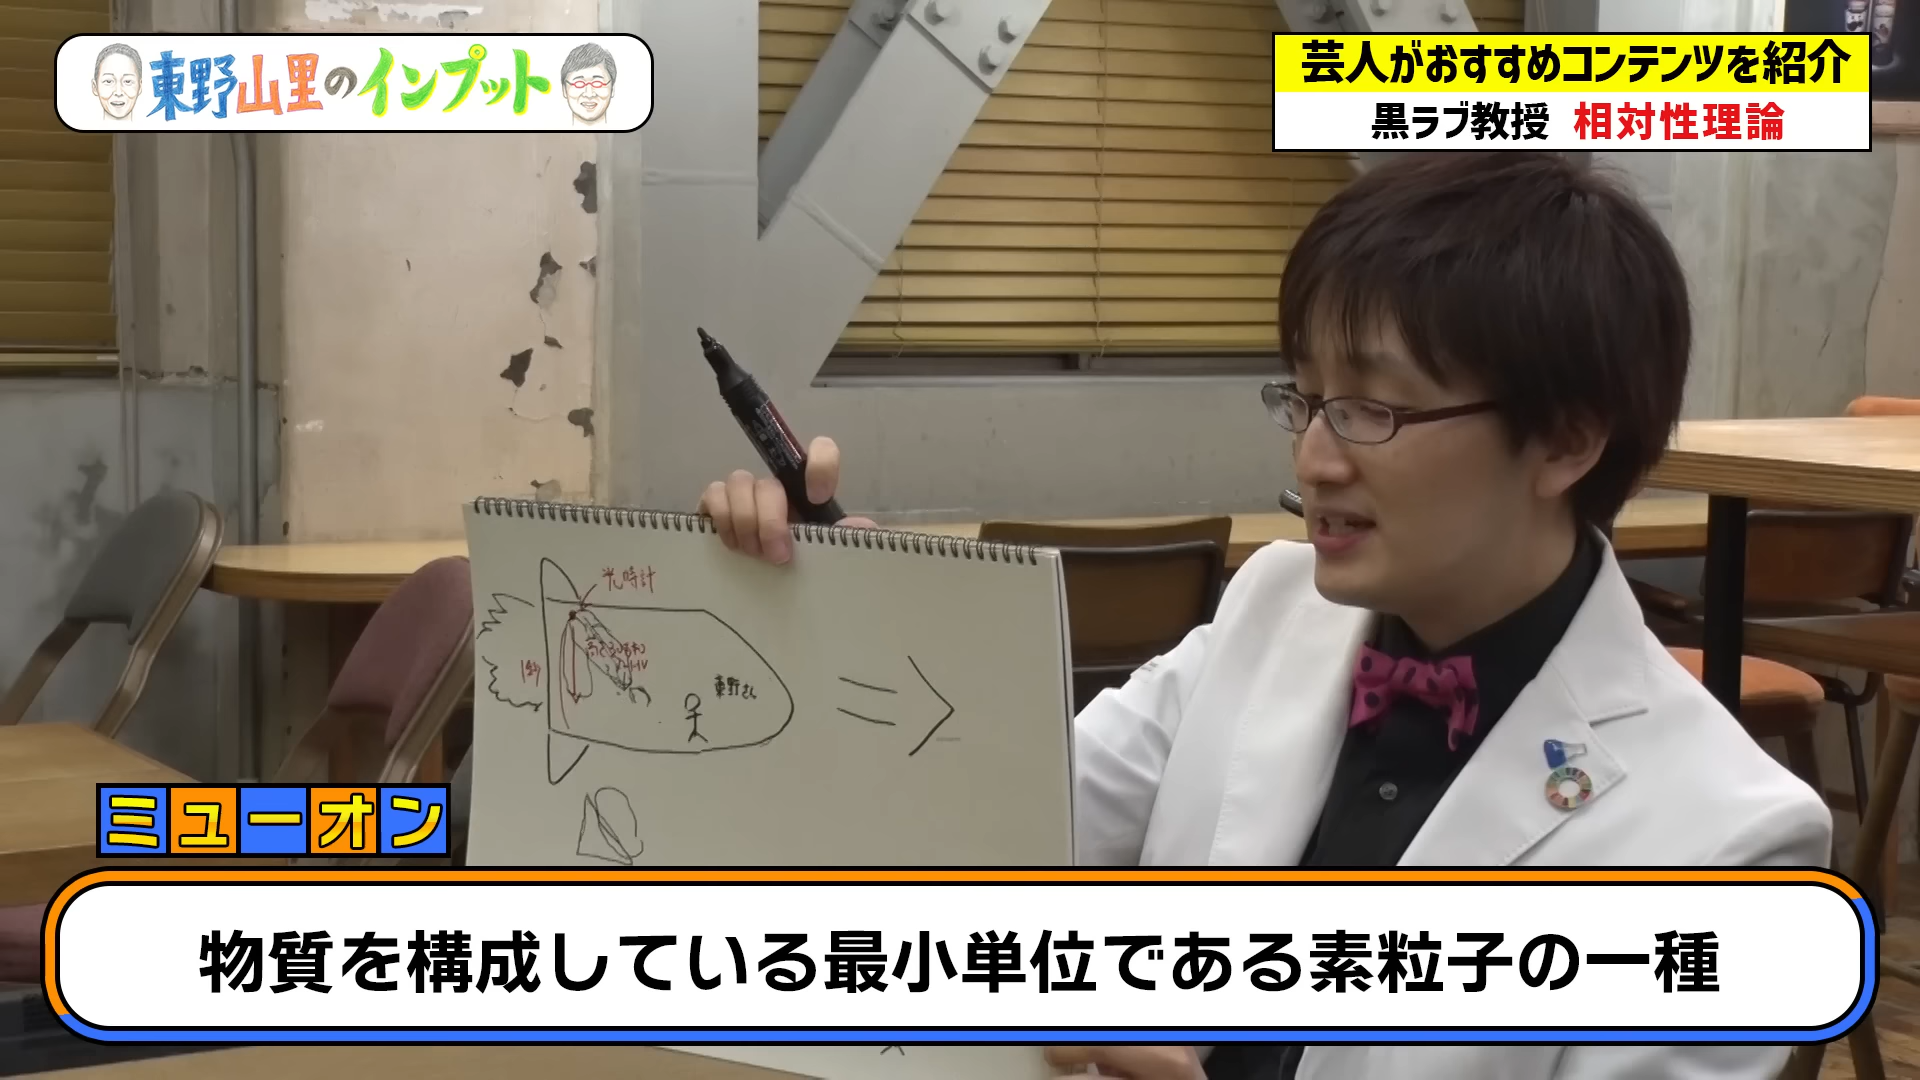 東野山里のインプット
芸人がおすすめコンテンツを紹介
黒ラブ教授 相対性理論
光時計
1秒
東野さん
ミューオン
物質を構成している最小単位である素粒子の一種